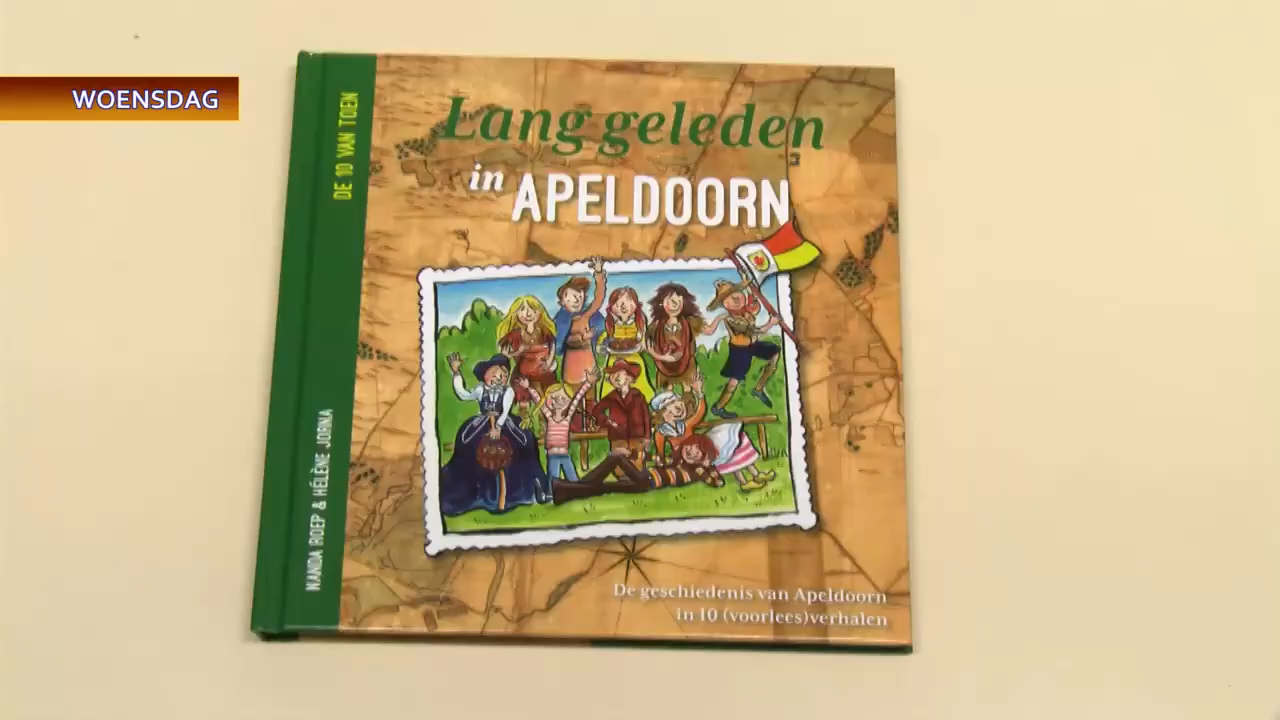 WOENSDAG
DE 10 VAN TOEN
NANDA ROEP & HÉLÈNE JORNA
Lang geleden
in APELDOORN
De geschiedenis van Apeldoorn
in 10 (voorlees)verhalen